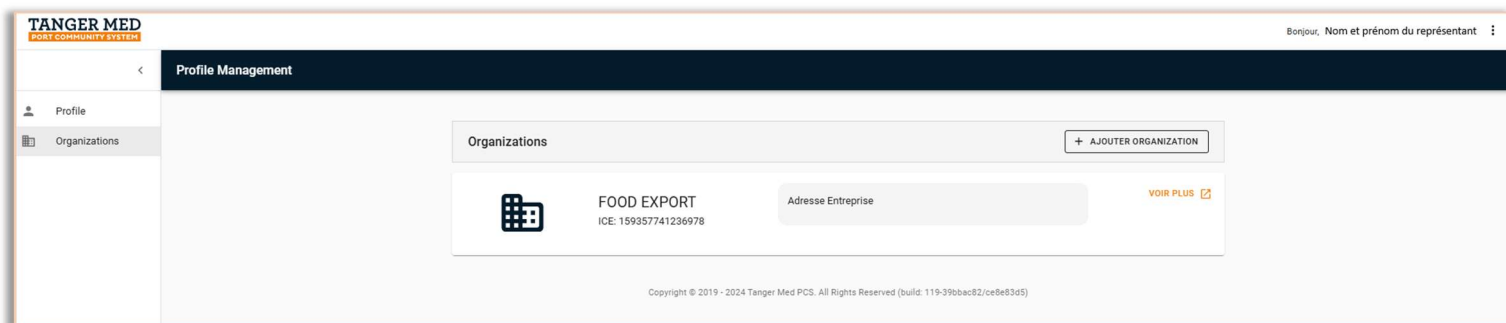 TANGER MED
PORT COMMUNITY SYSTEM
Bonjour, Nom et prénom du représentant
Profile Management
Profile
Organizations
Organizations
+ AJOUTER ORGANIZATION
FOOD EXPORT
ICE: 159357741236978
Adresse Entreprise
VOIR PLUS
Copyright © 2019 - 2024 Tanger Med PCS. All Rights Reserved (build: 119-39bbac82/ce8e83d5)